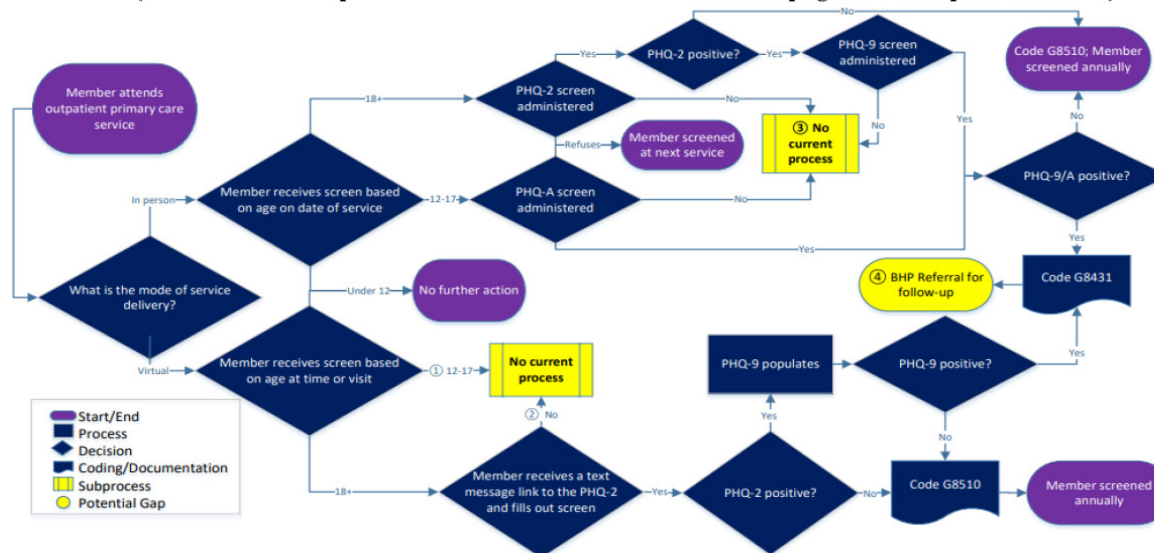 Yes
No
PHQ-2 positive?
Yes
PHQ-9 screen
administered
Code G8510; Member
screened annually
Member attends
outpatient primary care
service
18+
PHQ-2 screen
administered
No
③ No
current
process
No
Yes
No
Refuses
Member screened
at next service
PHQ-9/A positive?
In person
Member receives screen based
on age on date of service
12-17
PHQ-A screen
administered
No
Yes
Yes
What is the mode of service
delivery?
Under 12
No further action
④ BHP Referral for
follow-up
Code G8431
Virtual
Member receives screen based
on age at time or visit
① 12-17
No current
process
PHQ-9 populates
PHQ-9 positive?
Yes
② No
Yes
No
Start/End
Process
Decision
Coding/Documentation
Subprocess
Potential Gap
18+
Member receives a text
message link to the PHQ-2
and fills out screen
Yes
PHQ-2 positive?
No
Code G8510
Member screened
annually